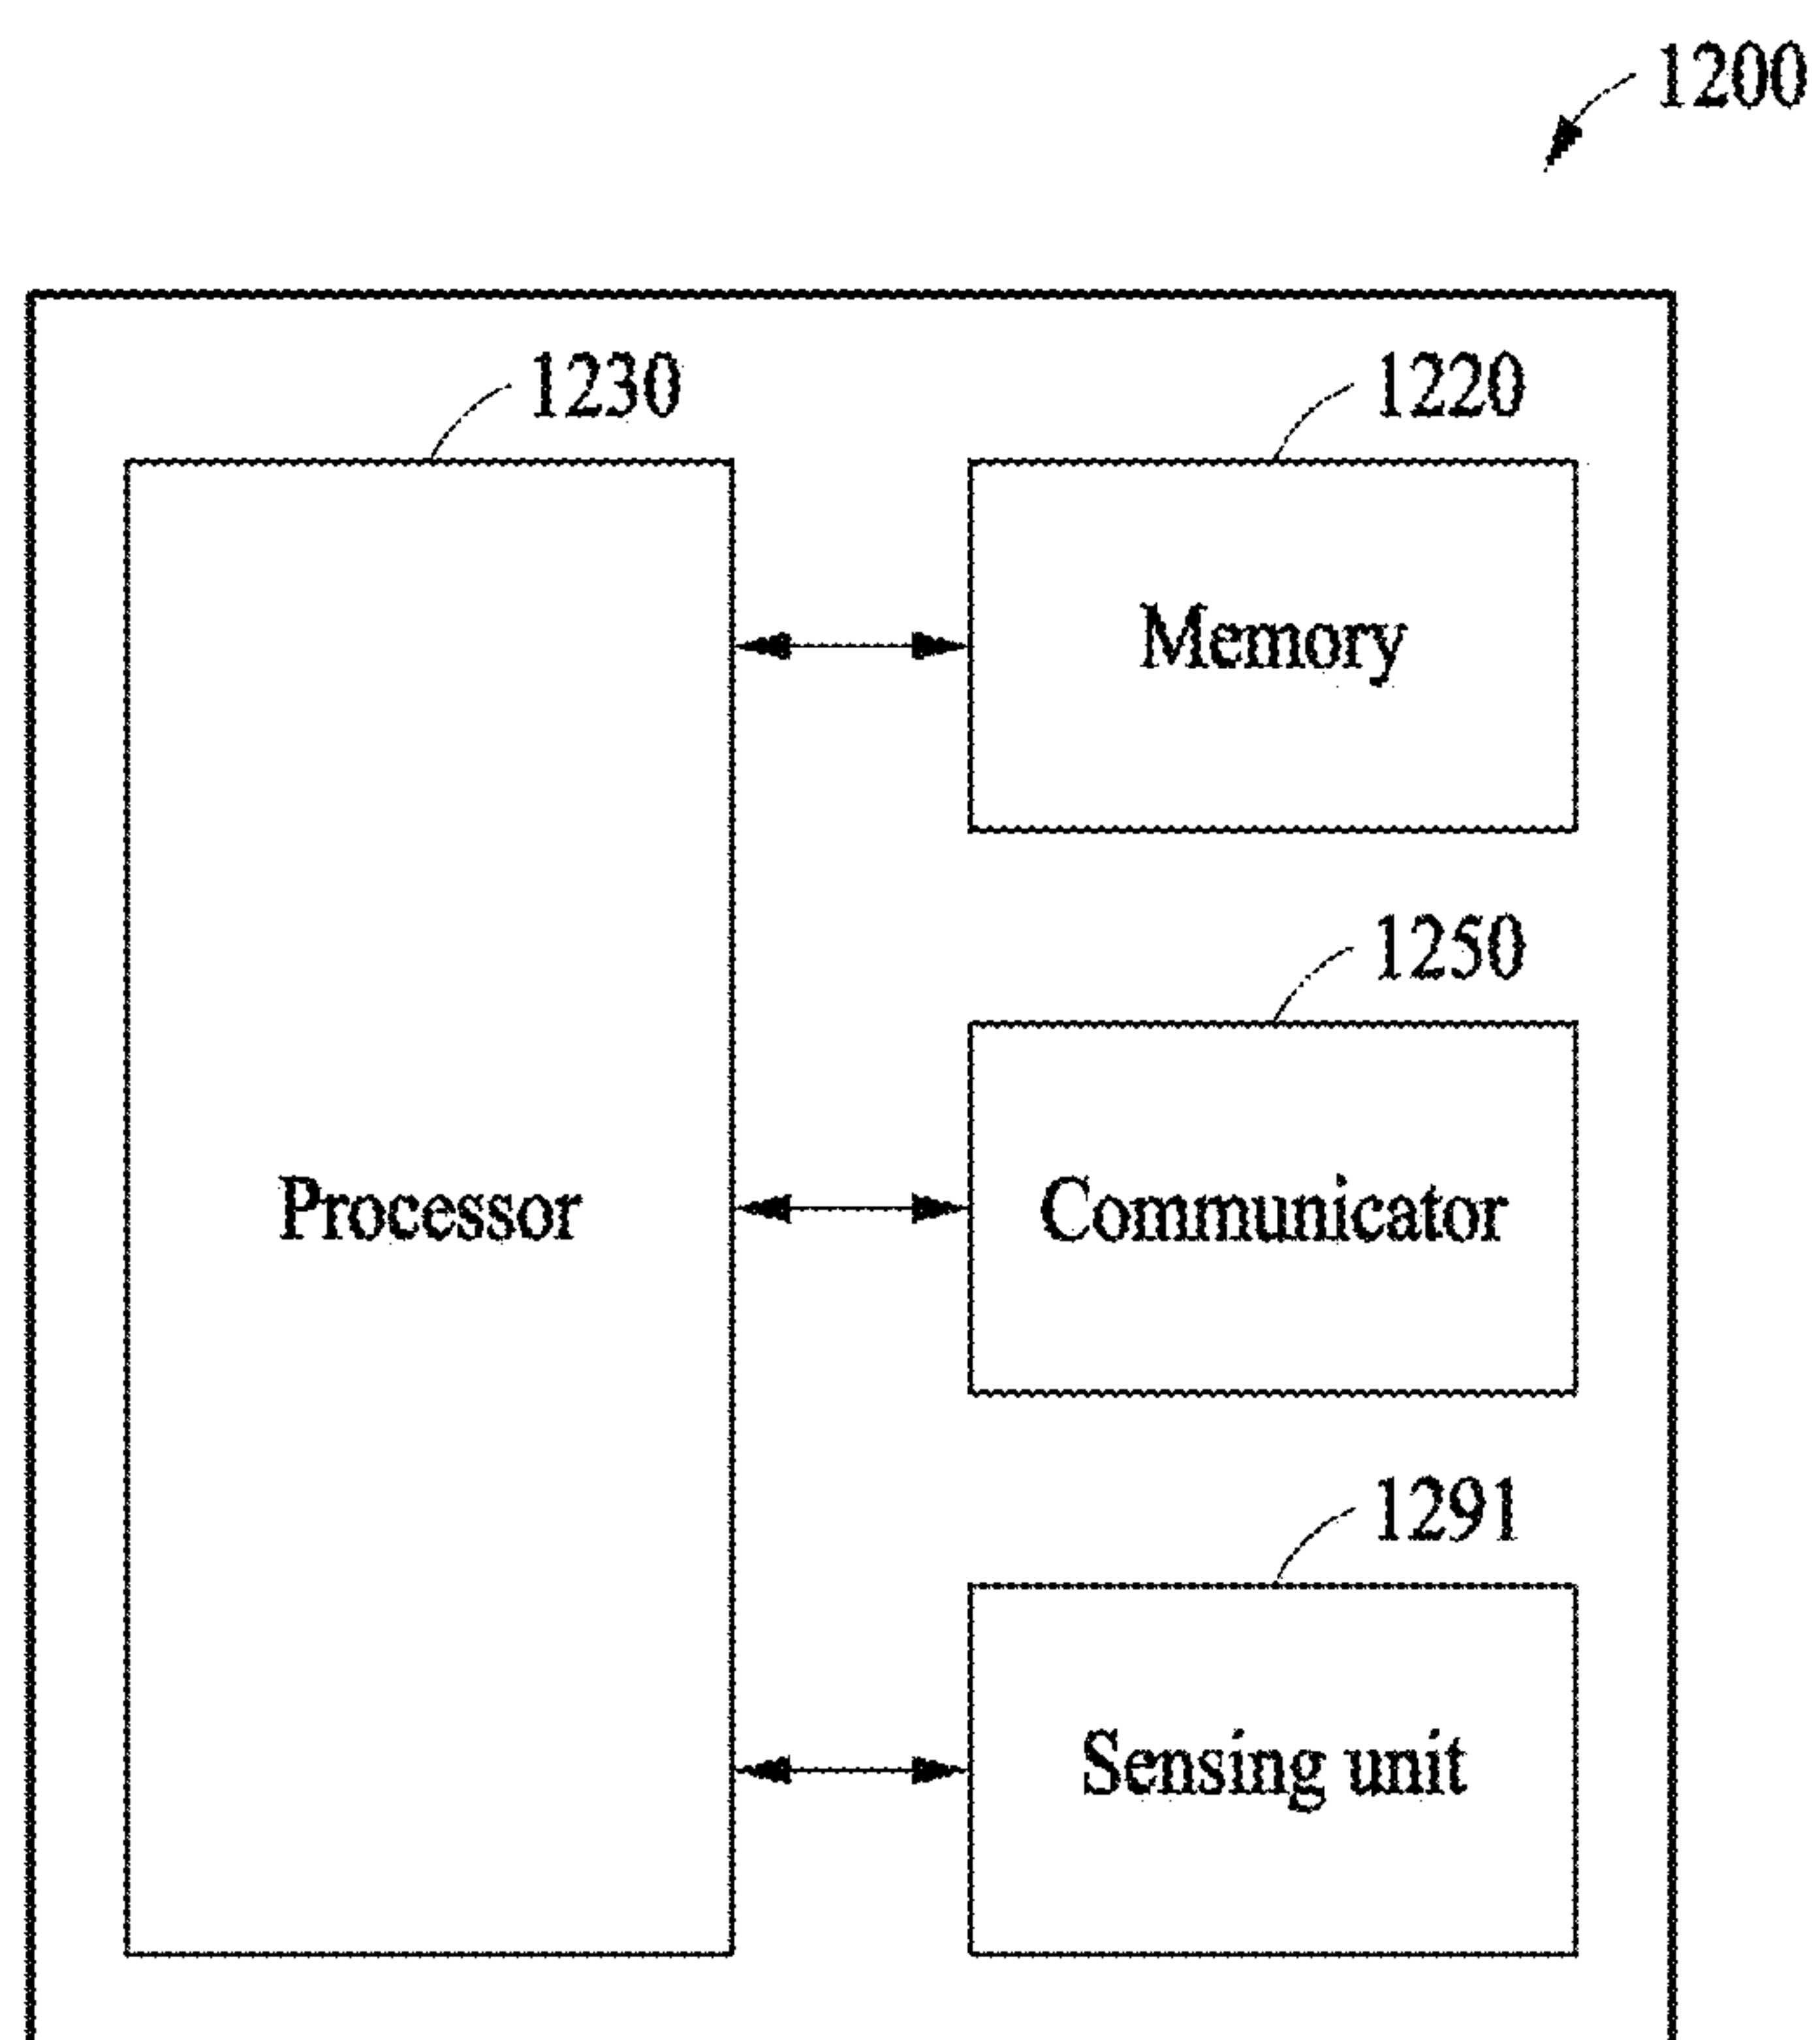 1200
1230
1220
Memory
1250
Processor
Communicator
1291
Sensing unit